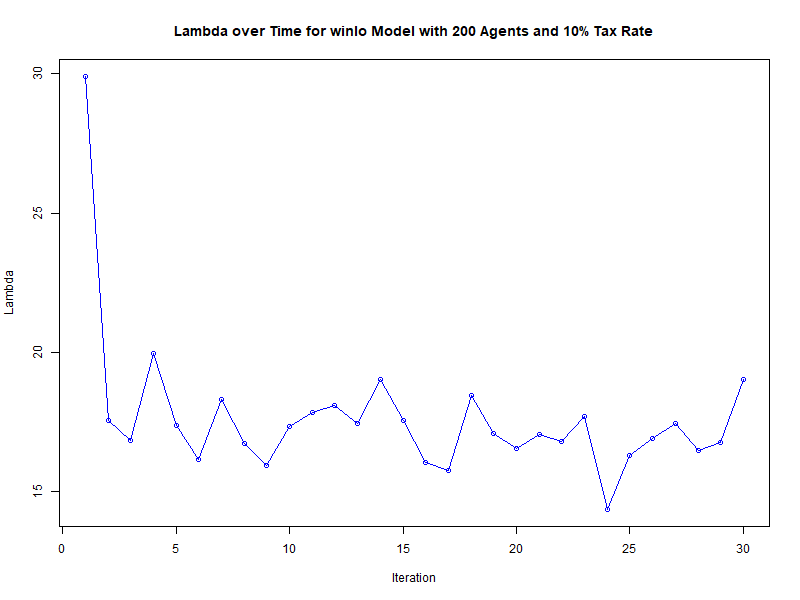 Lambda over Time for winlo Model with 200 Agents and 10% Tax Rate
30
25
20
15
Lambda
0 5 10 15 20 25 30
Iteration